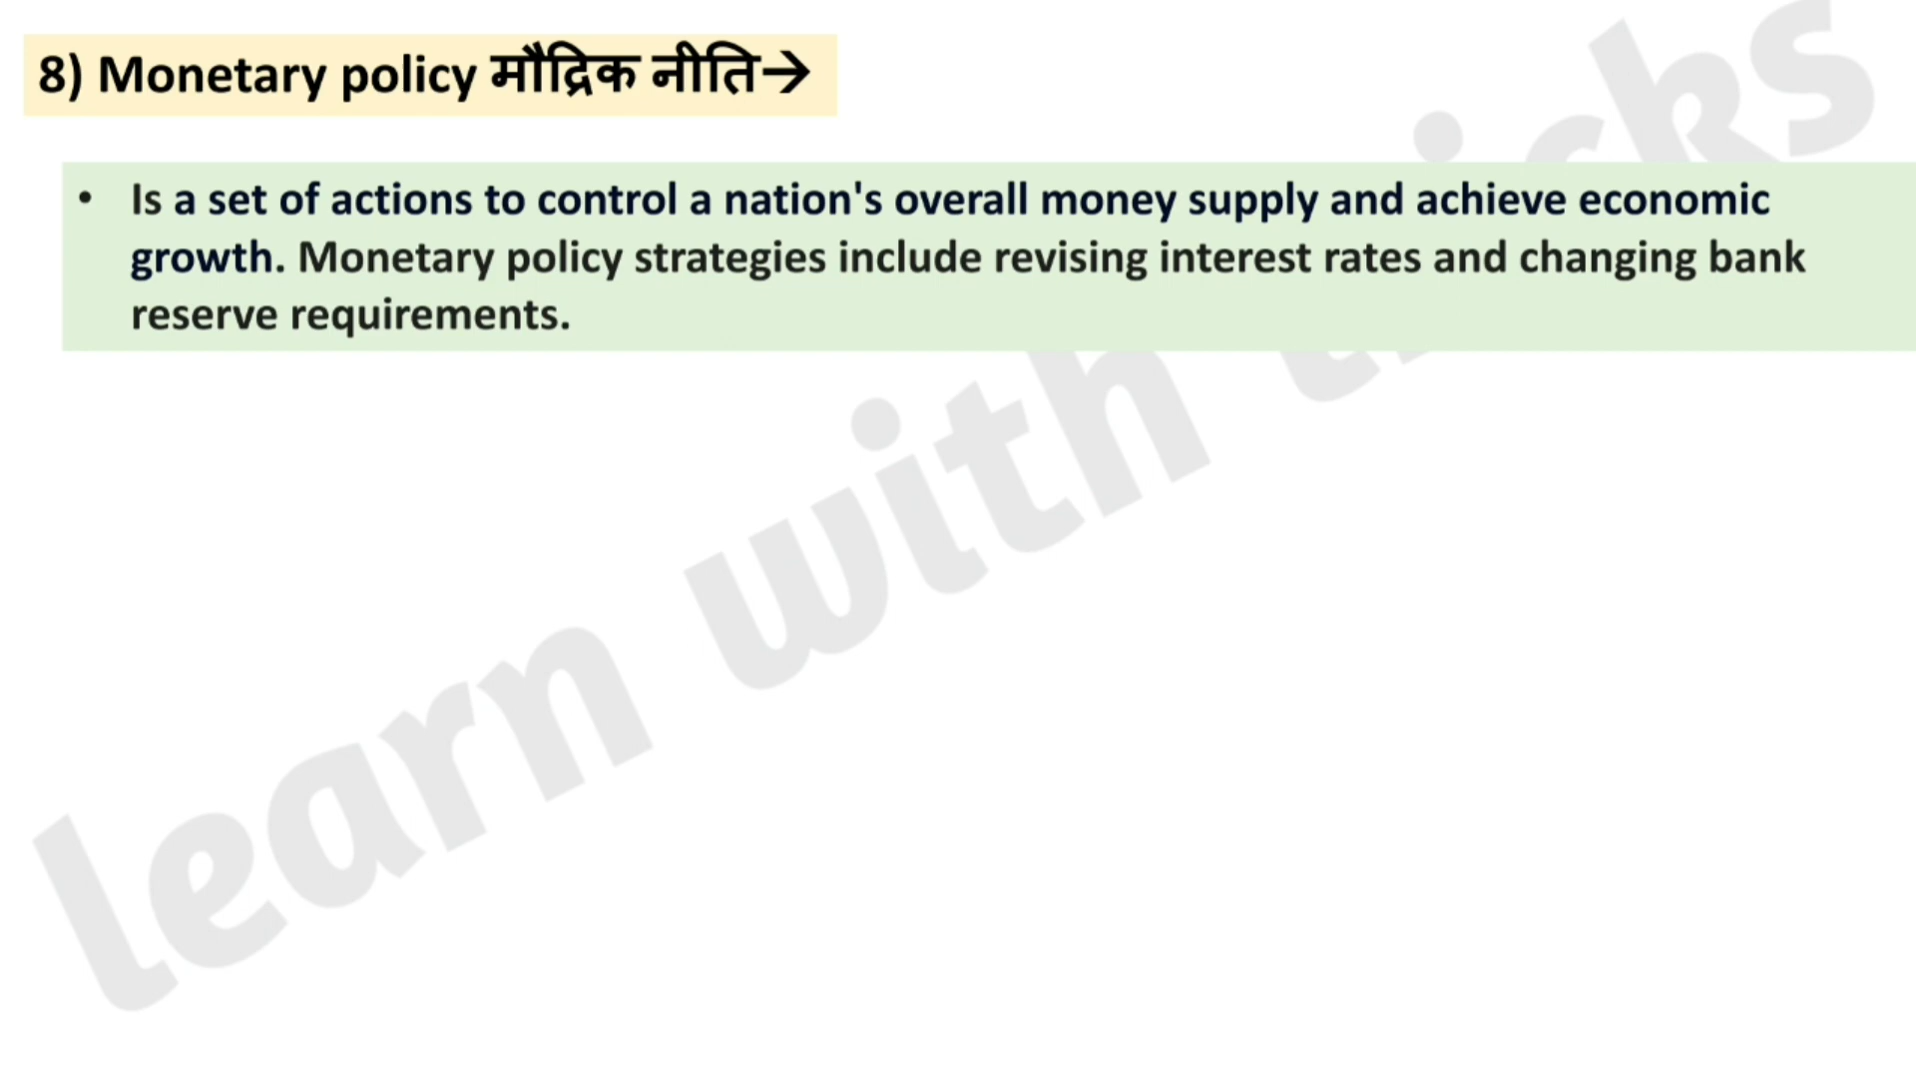 8) Monetary policy मौद्रिक नीति→
• Is a set of actions to control a nation's overall money supply and achieve economic
growth. Monetary policy strategies include revising interest rates and changing bank
reserve requirements.
learn with tricks